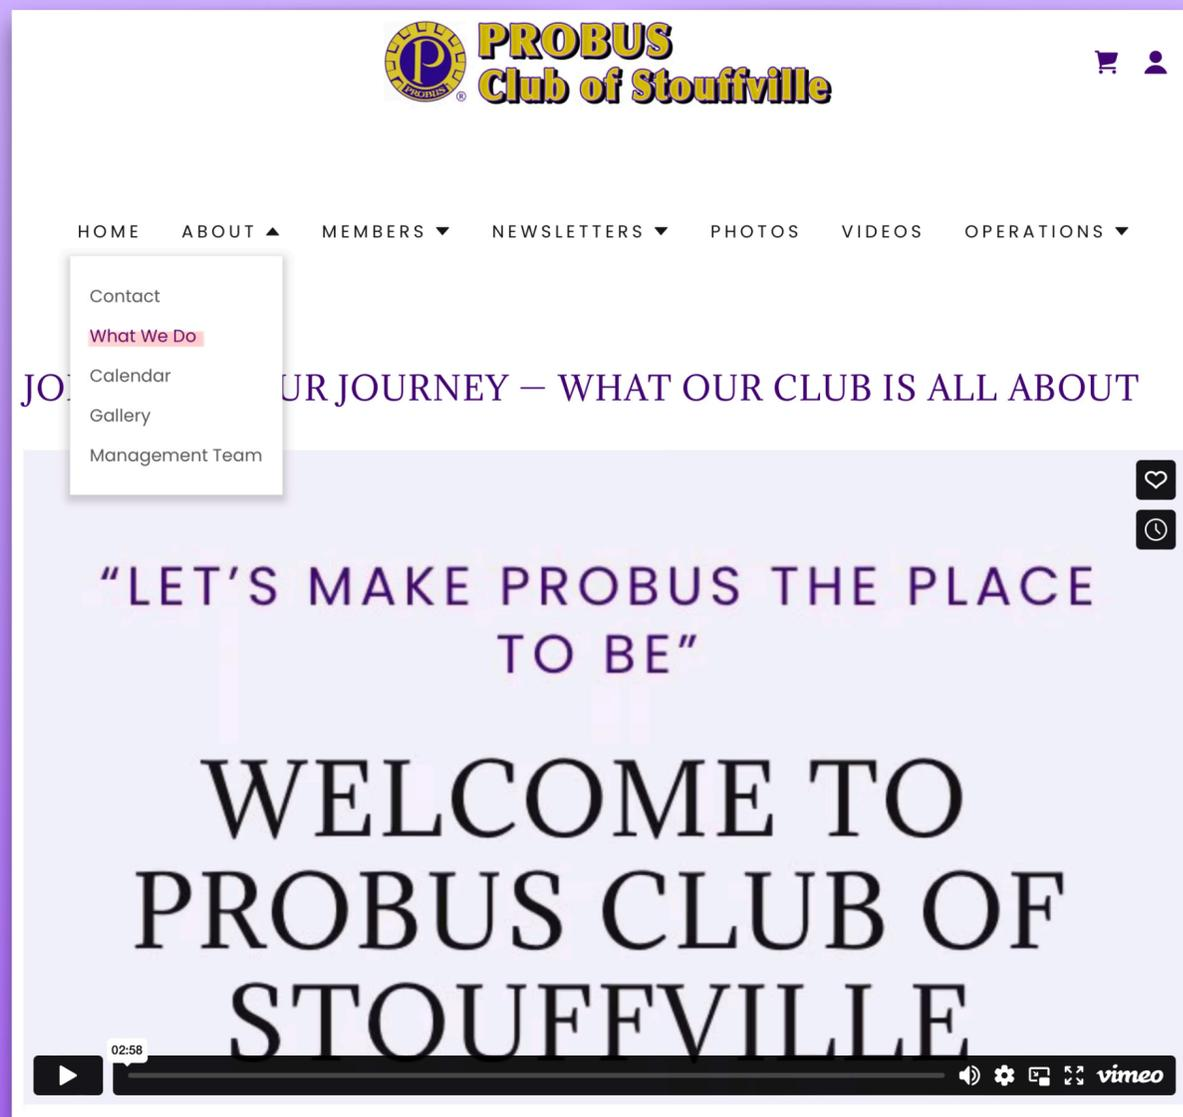 PROBUS
Club of Stouffville
P
PROBUS
®
HOME ABOUT MEMBERS NEWSLETTERS PHOTOS VIDEOS OPERATIONS
Contact
What We Do
Calendar
Gallery
Management Team
JO UR JOURNEY — WHAT OUR CLUB IS ALL ABOUT
“LET’S MAKE PROBUS THE PLACE
TO BE”
WELCOME TO
PROBUS CLUB OF
STOUFFVILLE
02:58
vimeo